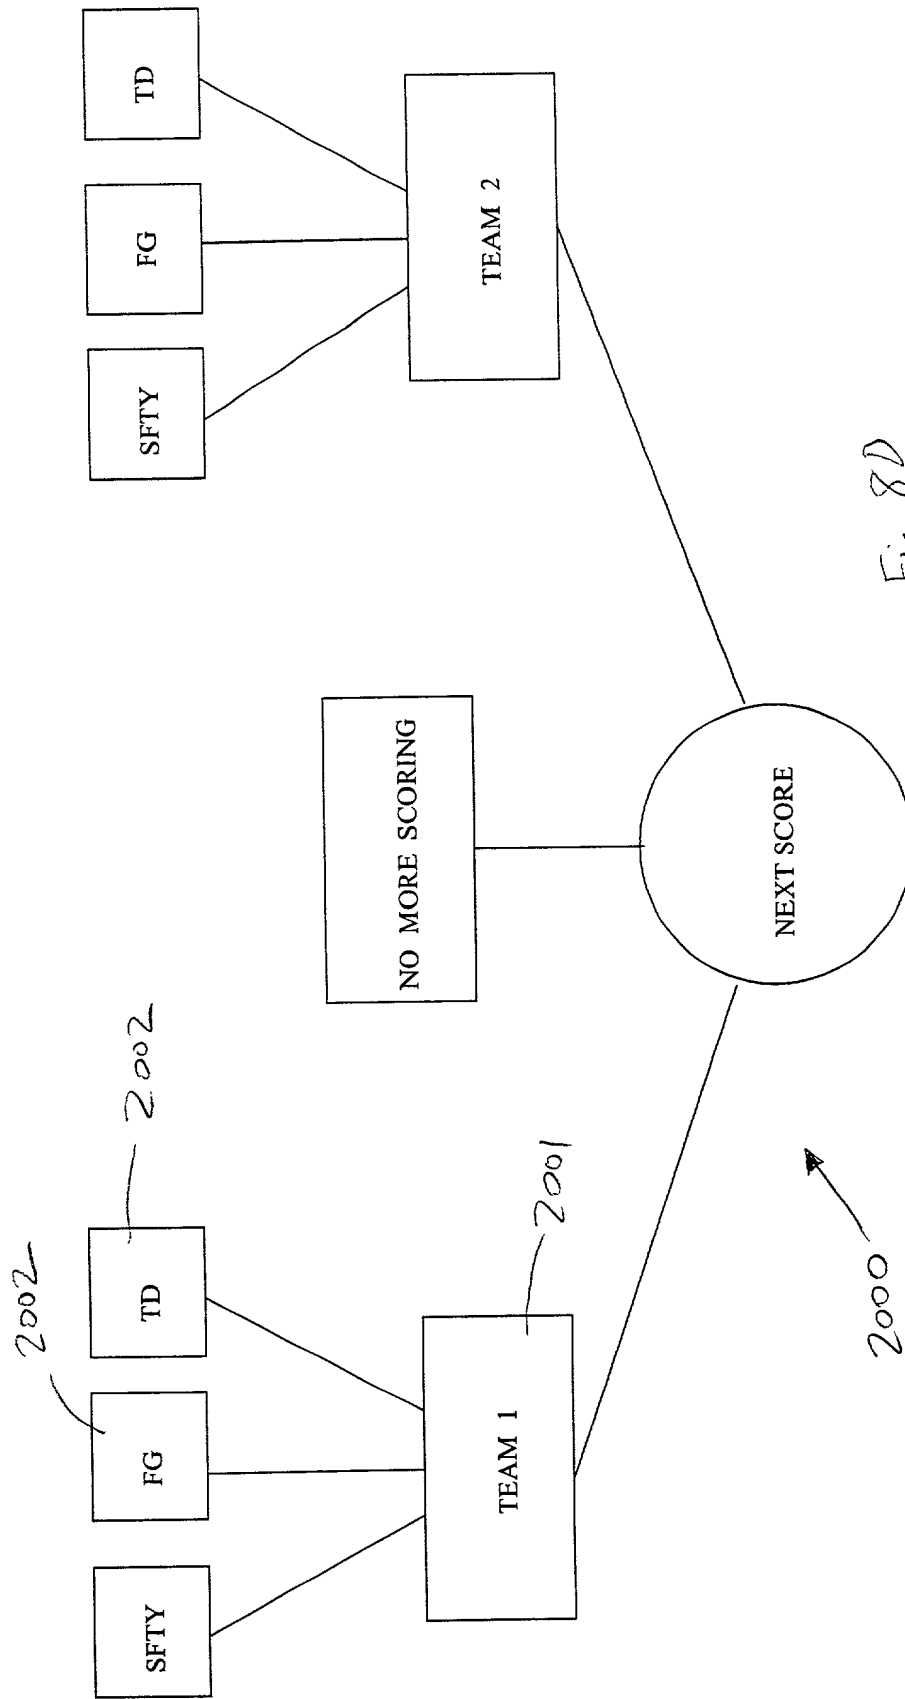 2002
2002
SFTY
FG
TD
SFTY
FG
TD
TEAM 1
2001
NO MORE SCORING
TEAM 2
NEXT SCORE
2000
Fig. 8D